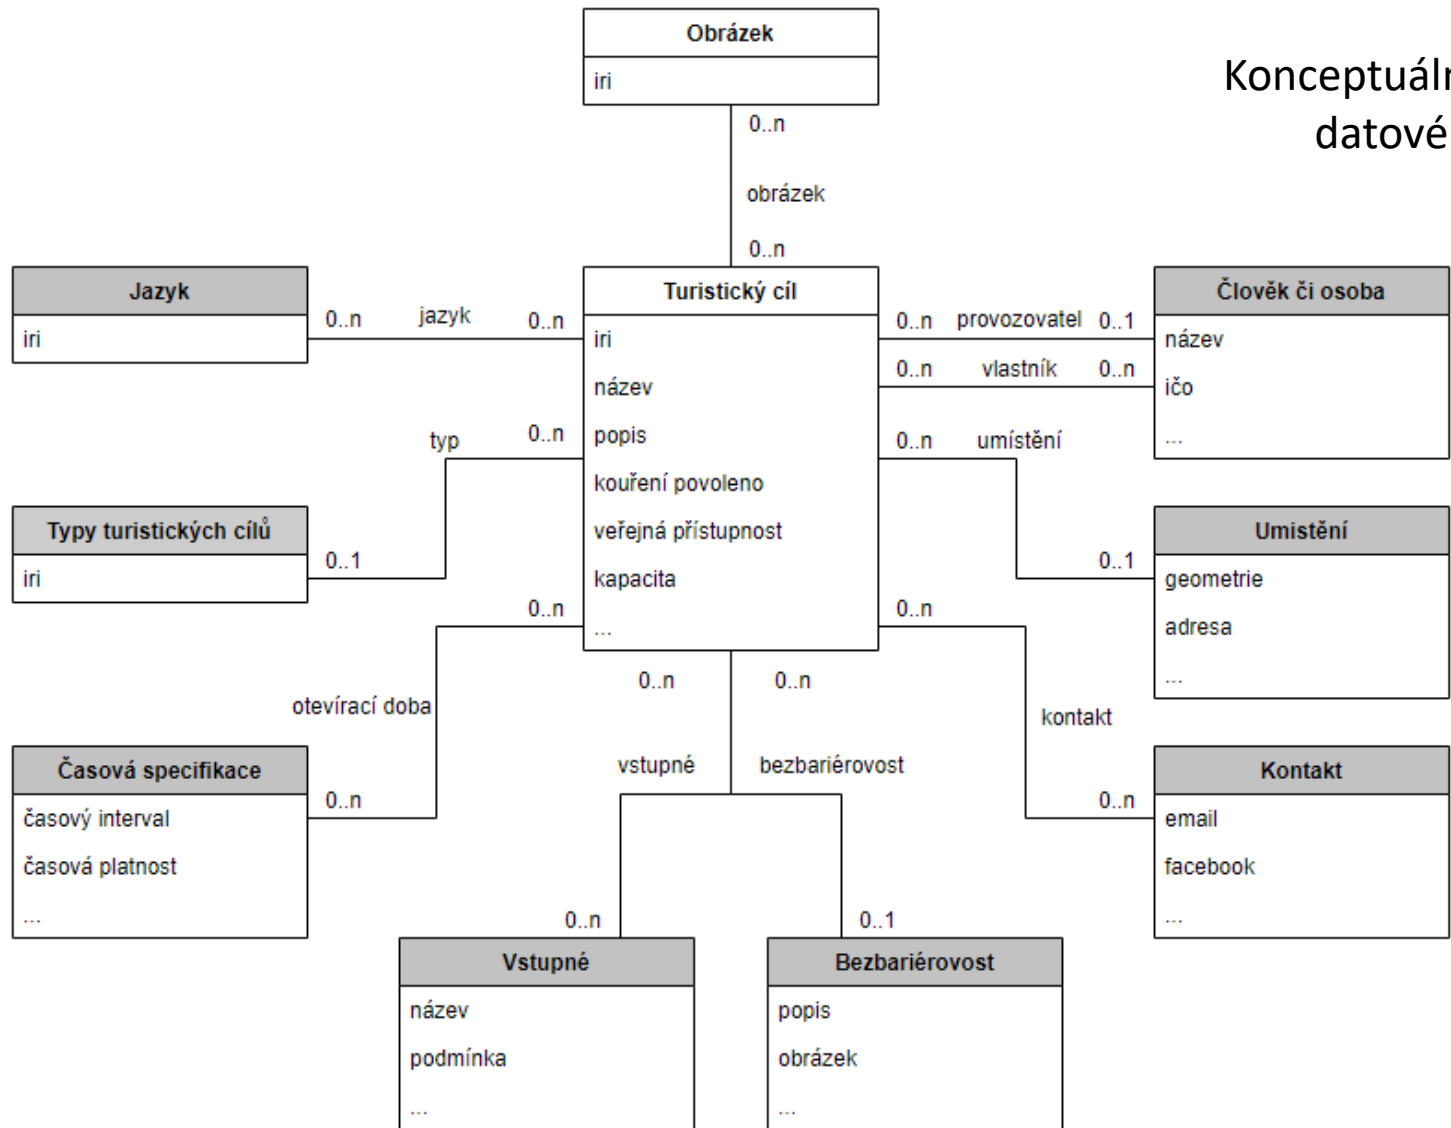 Obrázek
iri
Konceptuáln
datové
0..n
obrázek
0..n
Jazyk
iri
0..n
jazyk
0..n
Turistický cíl
iri
název
popis
kouření povoleno
veřejná přístupnost
kapacita
...
0..n
provozovatel
0..1
0..n
vlastník
0..n
Člověk či osoba
název
ičo
...
typ
0..n
0..n
umístění
Typy turistických cílů
iri
0..1
0..1
Umistění
geometrie
adresa
...
0..n
0..n
otevírací doba
0..n
0..n
kontakt
Časová specifikace
časový interval
časová platnost
...
0..n
vstupné
bezbariérovost
0..n
Kontakt
email
facebook
...
0..n
0..1
Vstupné
název
podmínka
...
Bezbariérovost
popis
obrázek
...